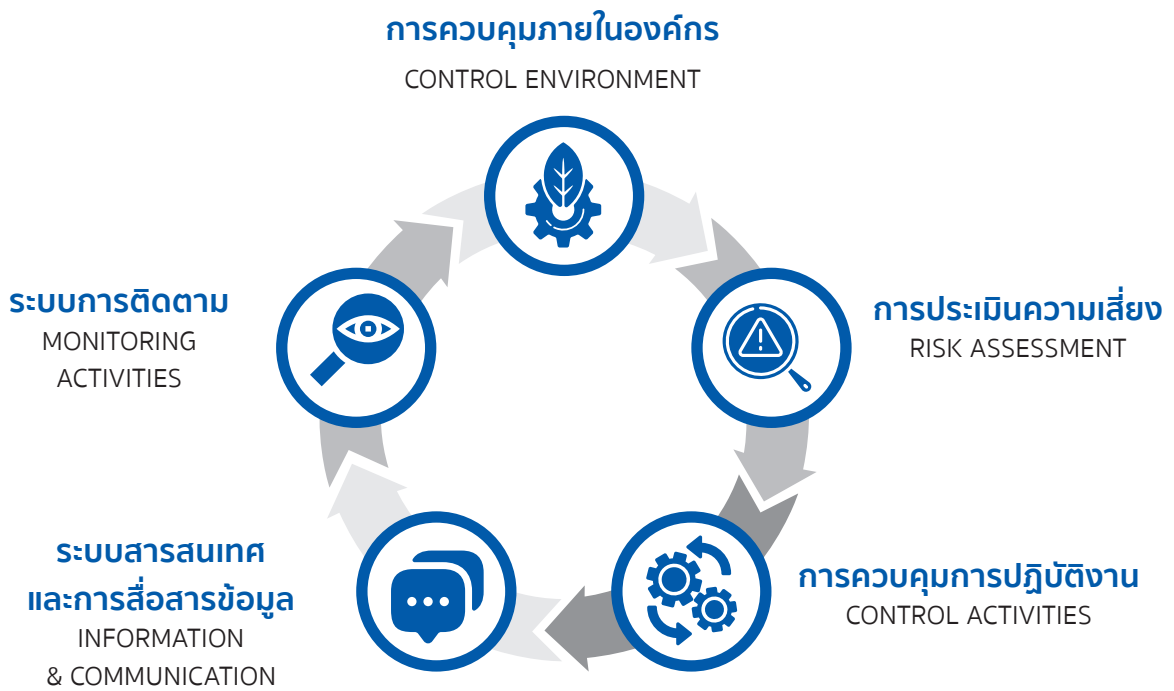 การควบคุมภายในองค์กร
CONTROL ENVIRONMENT
การประเมินความเสี่ยง
RISK ASSESSMENT
การควบคุมการปฏิบัติงาน
CONTROL ACTIVITIES
ระบบสารสนเทศ
และการสื่อสารข้อมูล
INFORMATION
& COMMUNICATION
ระบบการติดตาม
MONITORING
ACTIVITIES